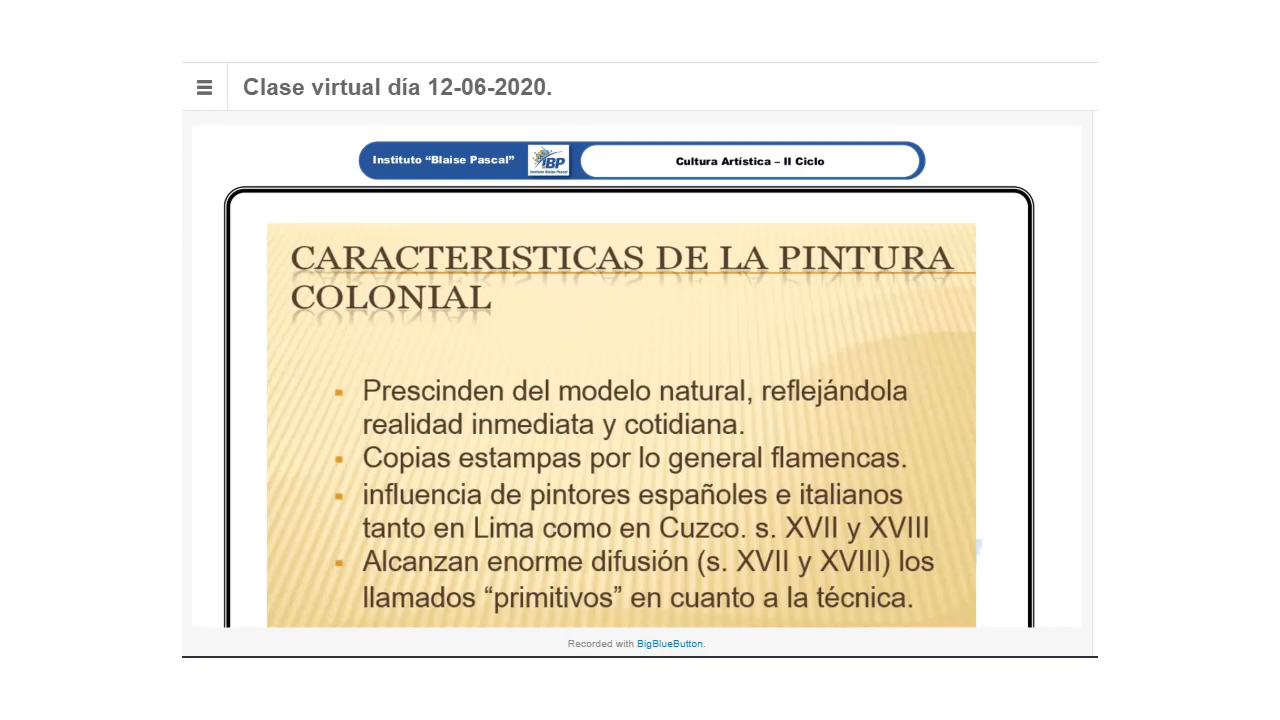 Clase virtual día 12-06-2020.
Instituto “Blaise Pascal”
IBP
Instituto Blaise Pascal
Cultura Artística – II Ciclo
CARACTERISTICAS DE LA PINTURA
COLONIAL
Prescinden del modelo natural, reflejándola
realidad inmediata y cotidiana.
Copias estampas por lo general flamencas.
influencia de pintores españoles e italianos
tanto en Lima como en Cuzco. s. XVII y XVIII
Alcanzan enorme difusión (s. XVII y XVIII) los
llamados “primitivos” en cuanto a la técnica.
Recorded with BigBlueButton.